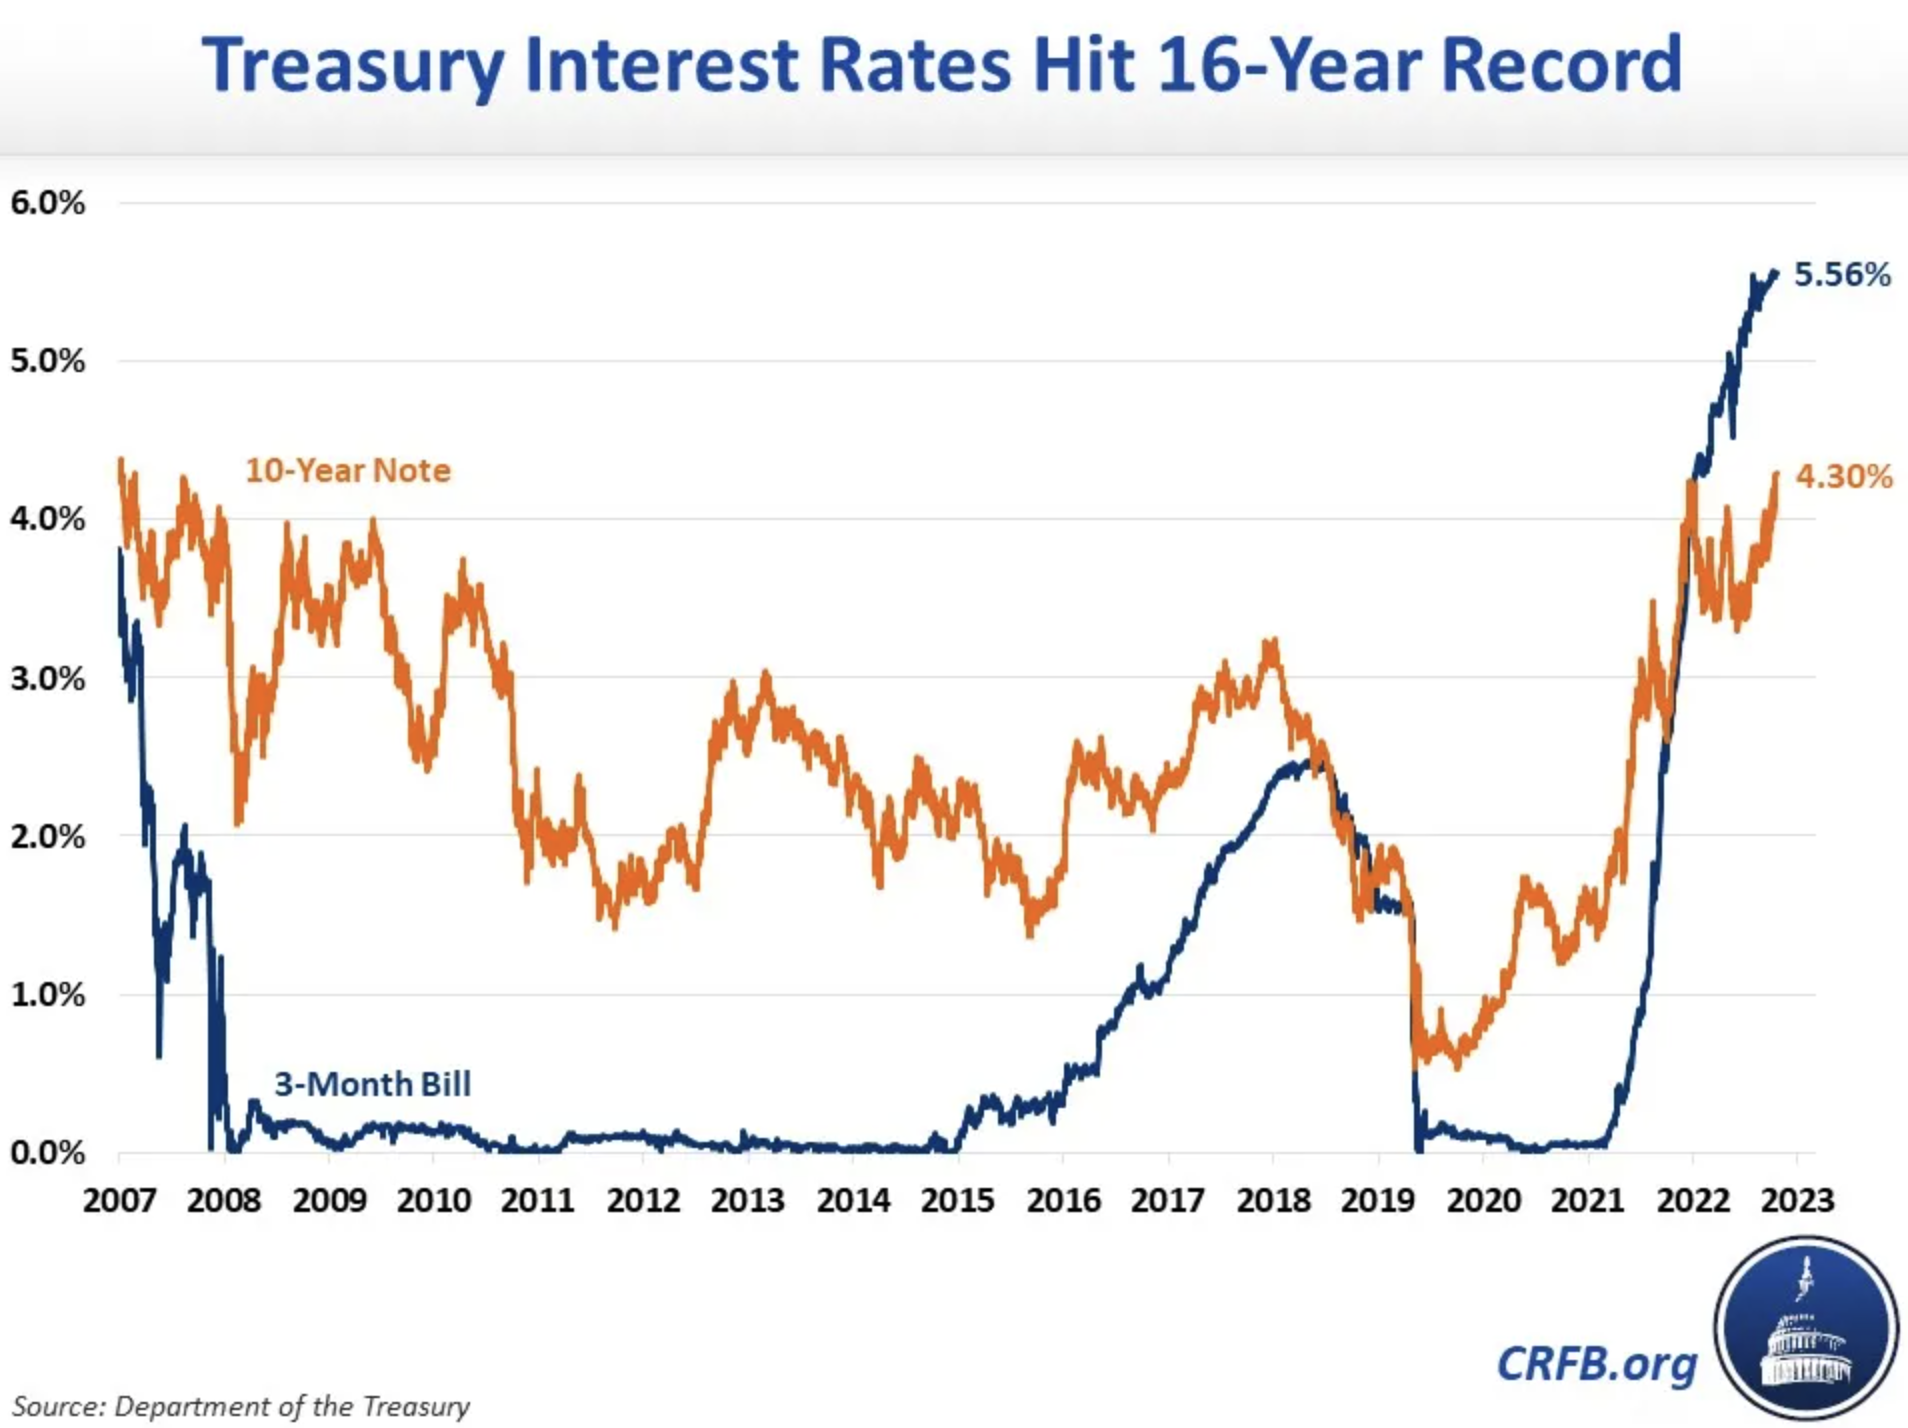 Treasury Interest Rates Hit 16-Year Record
6.0%
5.56%
5.0%
10-Year Note
4.30%
4.0%
3.0%
2.0%
1.0%
3-Month Bill
0.0%
2007 2008 2009 2010 2011 2012 2013 2014 2015 2016 2017 2018 2019 2020 2021 2022 2023
CRFB.org
Source: Department of the Treasury